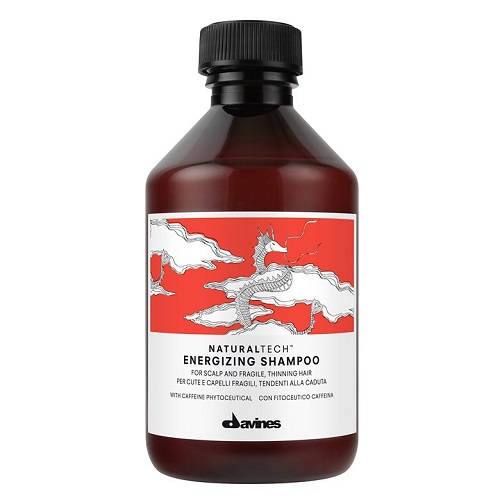 NATURALTECH™
ENERGIZING SHAMPOO
FOR SCALP AND FRAGILE, THINNING HAIR
PER CUTE E CAPELLI FRAGILI, TENDENTI ALLA CADUTA
WITH CAFFEINE PHYTOCEUTICAL CON FITOCEUTICO CAFFEINA
davines